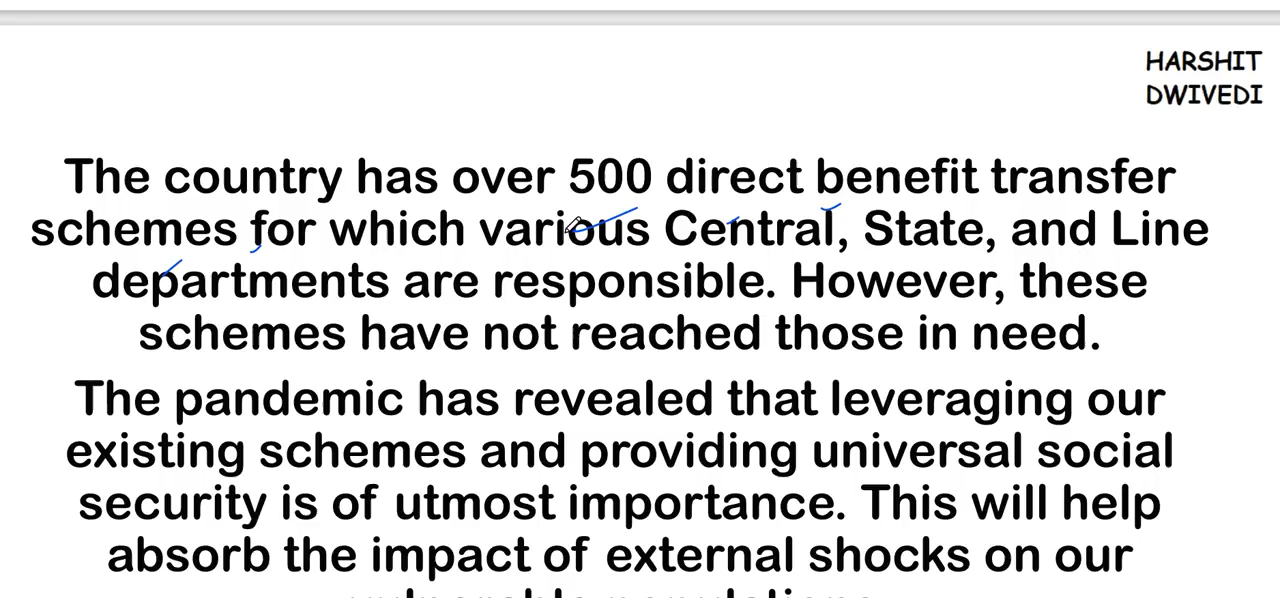 HARSHIT
DWIVEDI
The country has over 500 direct benefit transfer
schemes for which various Central, State, and Line
departments are responsible. However, these
schemes have not reached those in need.
The pandemic has revealed that leveraging our
existing schemes and providing universal social
security is of utmost importance. This will help
absorb the impact of external shocks on our